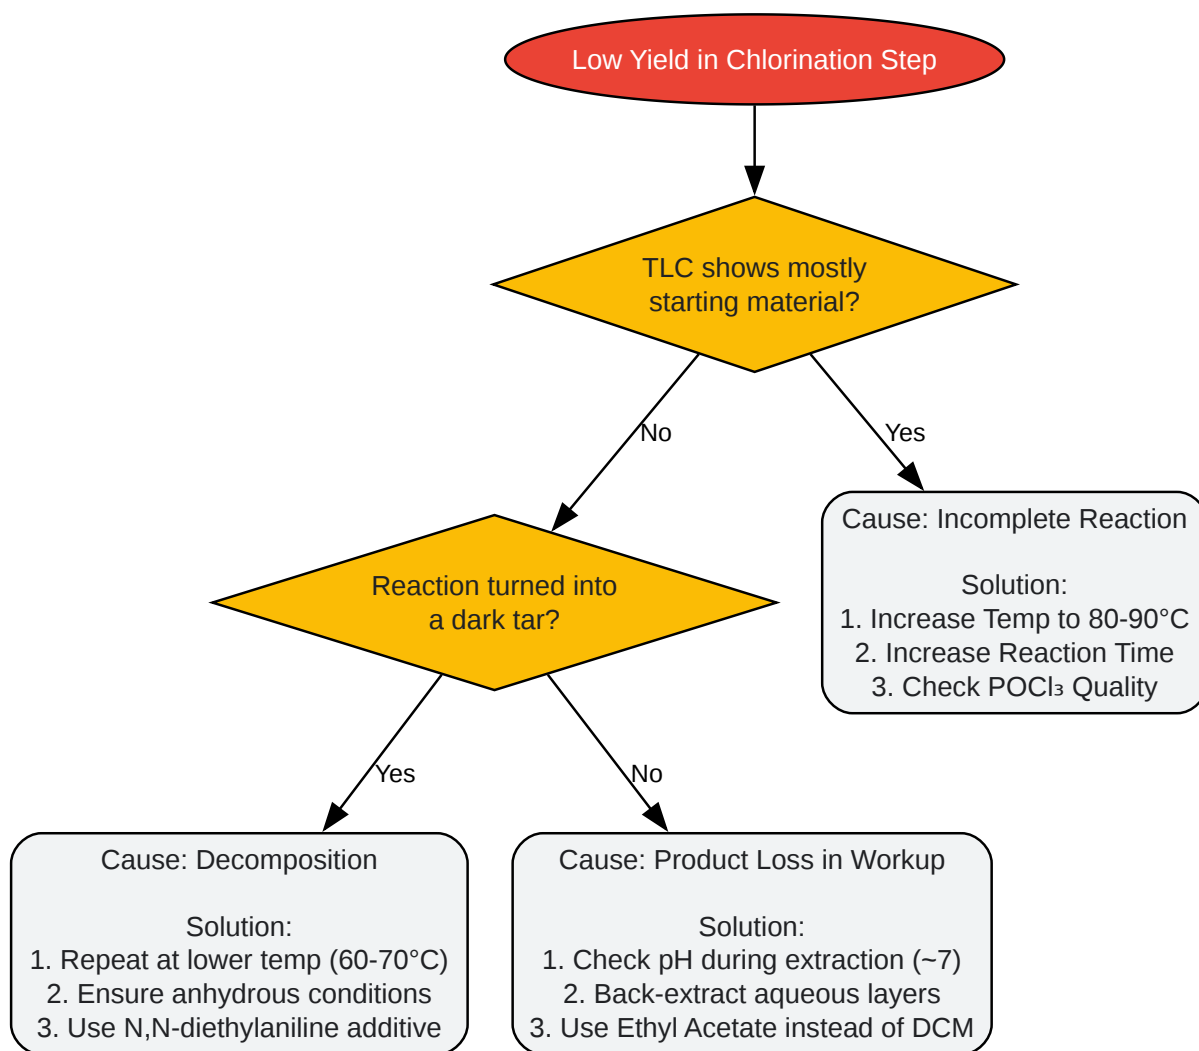 Low Yield in Chlorination Step
TLC shows mostly
starting material?
No
Yes
Cause: Incomplete Reaction
Solution:
1. Increase Temp to 80-90°C
2. Increase Reaction Time
3. Check POCl₃ Quality
Reaction turned into
a dark tar?
Yes
No
Cause: Decomposition
Solution:
1. Repeat at lower temp (60-70°C)
2. Ensure anhydrous conditions
3. Use N,N-diethylaniline additive
Cause: Product Loss in Workup
Solution:
1. Check pH during extraction (~7)
2. Back-extract aqueous layers
3. Use Ethyl Acetate instead of DCM